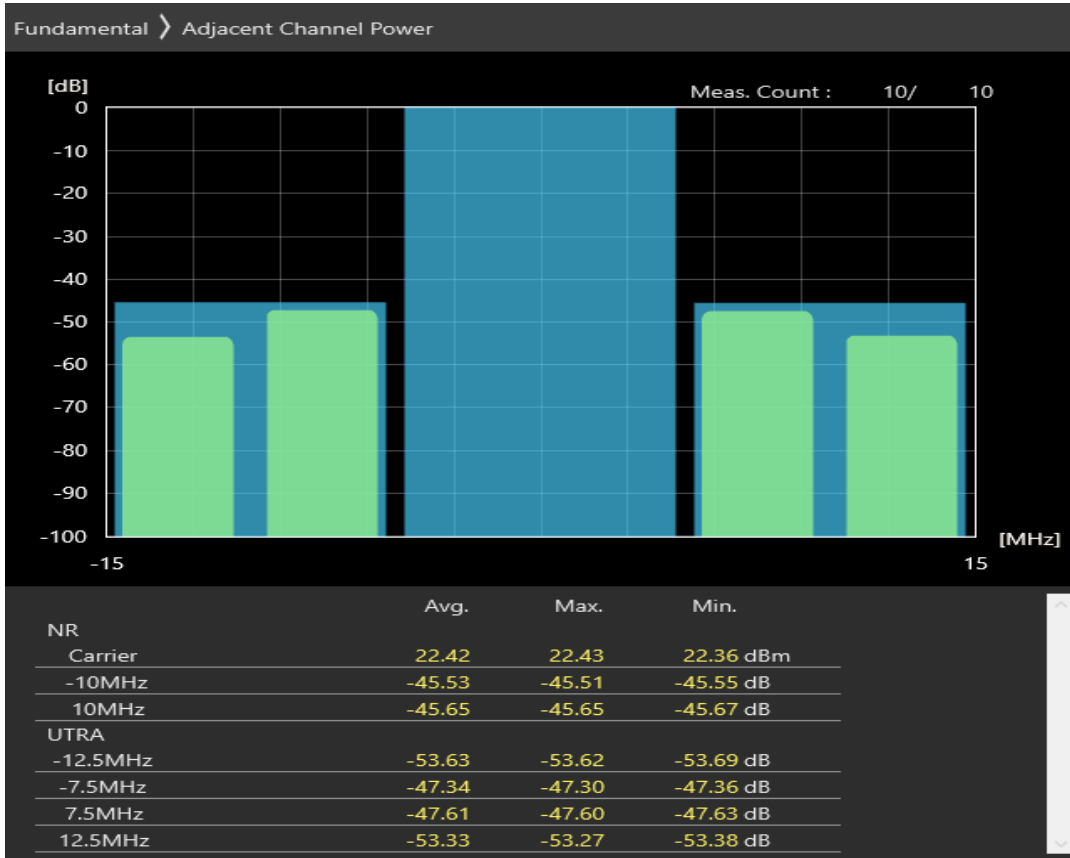 Fundamental 〉 Adjacent Channel Power
[dB]
Meas. Count : 10/ 10
0
-10
-20
-30
-40
-50
-60
-70
-80
-90
-100
[MHz]
-15 15
Avg. Max. Min.
NR
Carrier 22.42 22.43 22.36 dBm
-10MHz -45.53 -45.51 -45.55 dB
10MHz -45.65 -45.65 -45.67 dB
UTRA
-12.5MHz -53.63 -53.62 -53.69 dB
-7.5MHz -47.34 -47.30 -47.36 dB
7.5MHz -47.61 -47.60 -47.63 dB
12.5MHz -53.33 -53.27 -53.38 dB